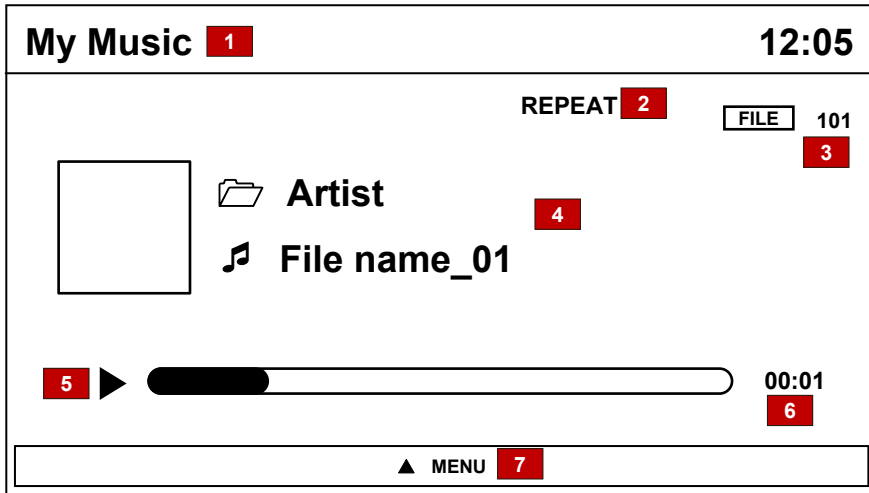 My Music 1 12:05
REPEAT 2
FILE 101
3
Artist
4
File name_01
5 00:01
6
MENU 7